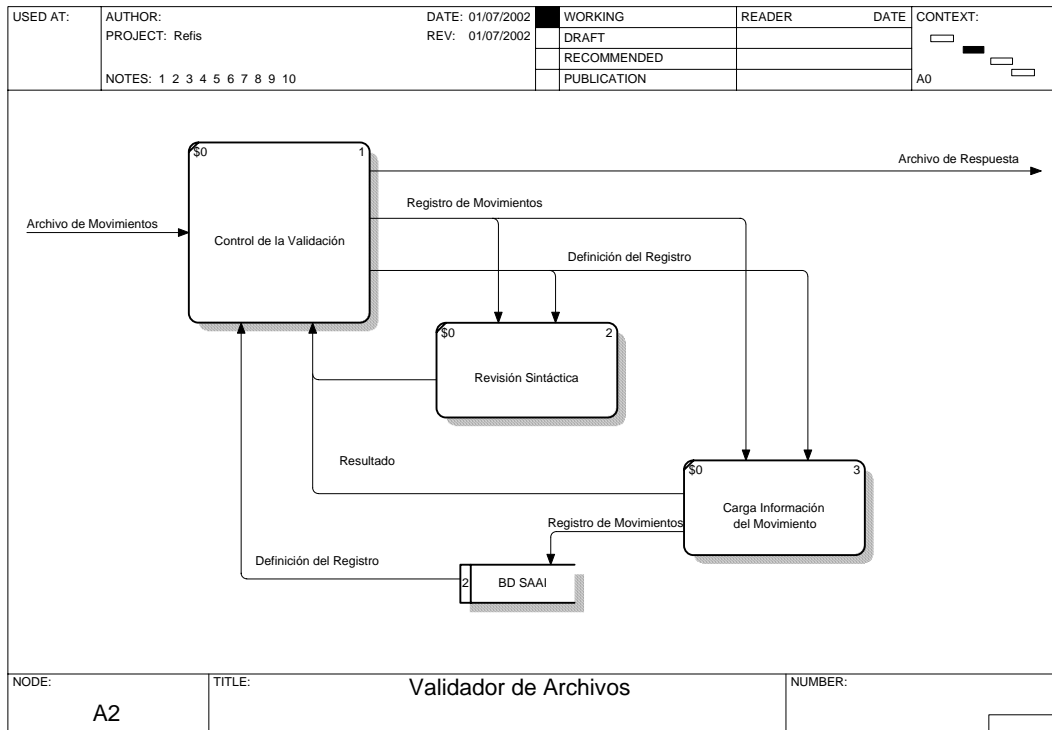 USED AT:
AUTHOR:
DATE: 01/07/2002
PROJECT: Refis
REV: 01/07/2002
NOTES: 1 2 3 4 5 6 7 8 9 10
WORKING
DRAFT
RECOMMENDED
PUBLICATION
READER
DATE
CONTEXT:
A0
$0
1
Control de la Validación
Archivo de Respuesta
Archivo de Movimientos
Registro de Movimientos
Definición del Registro
$0
2
Revisión Sintáctica
Resultado
$0
3
Carga Información
del Movimiento
Registro de Movimientos
Definición del Registro
2
BD SAAI
NODE:
A2
TITLE:
Validador de Archivos
NUMBER: